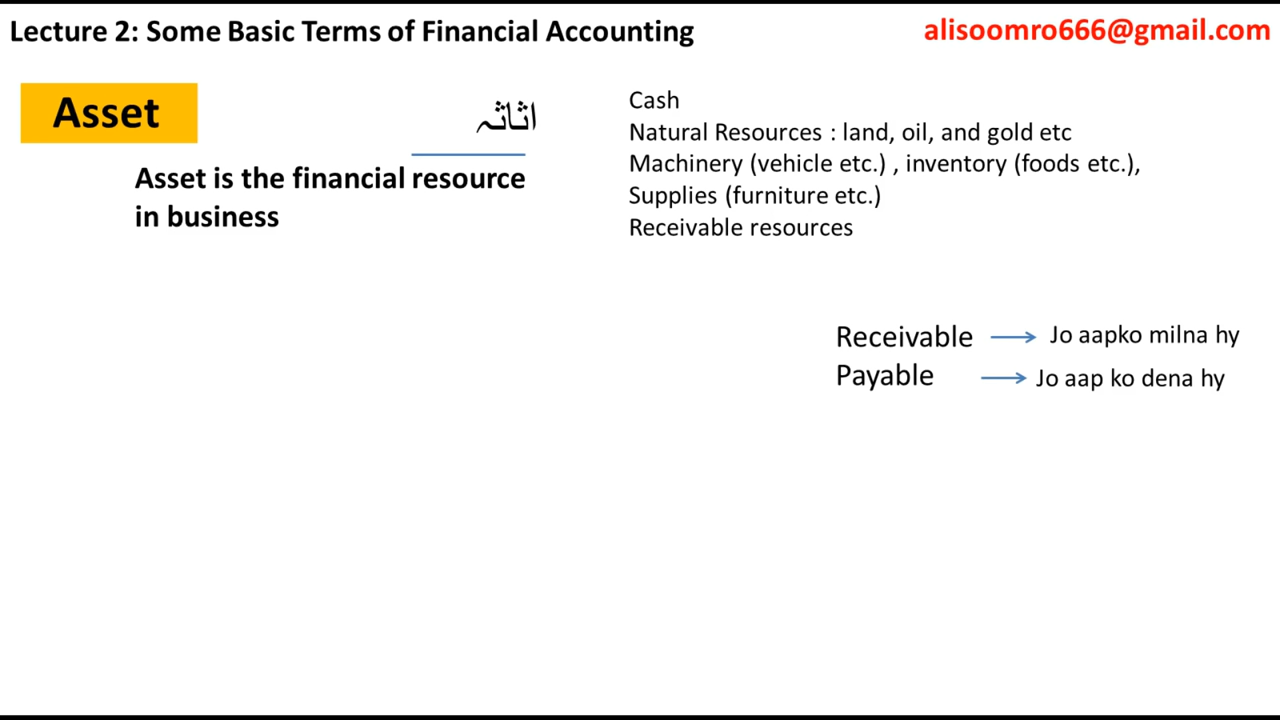 Lecture 2: Some Basic Terms of Financial Accounting
alisoomro666@gmail.com
Asset
اثاثہ
Asset is the financial resource
in business
Cash
Natural Resources : land, oil, and gold etc
Machinery (vehicle etc.) , inventory (foods etc.),
Supplies (furniture etc.)
Receivable resources
Receivable → Jo aapko milna hy
Payable → Jo aap ko dena hy